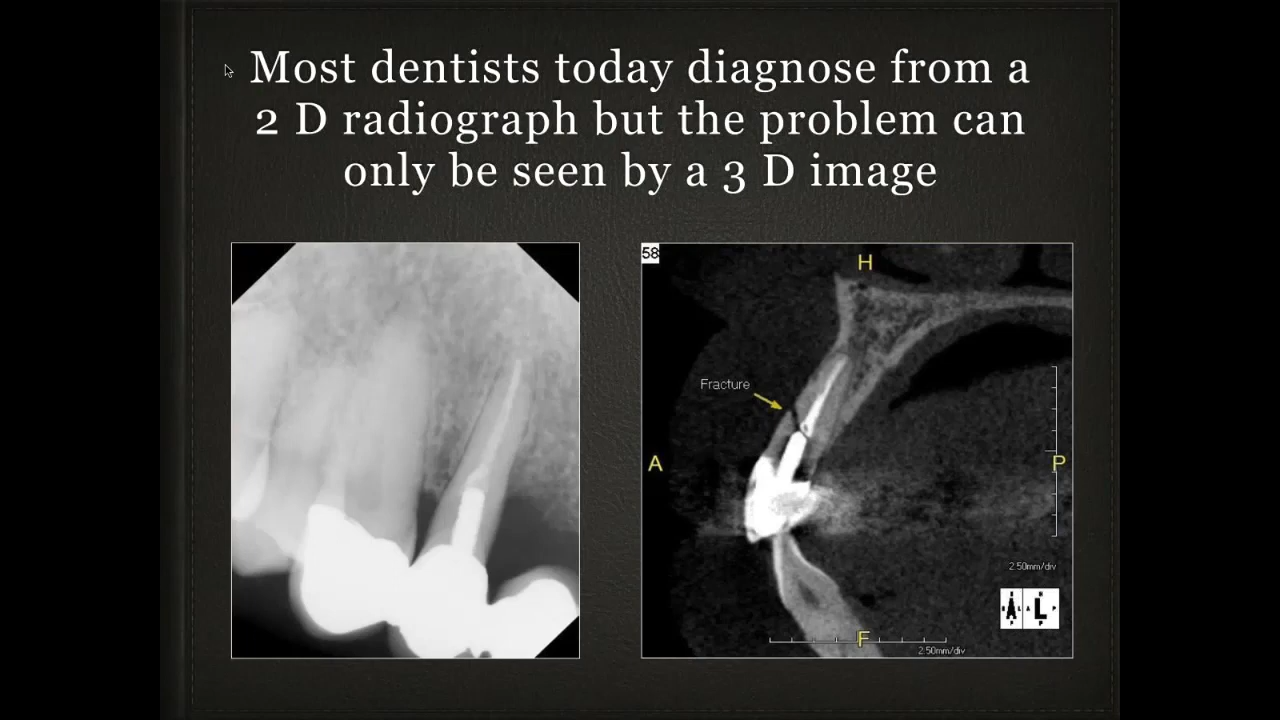 Most dentists today diagnose from a
2 D radiograph but the problem can
only be seen by a 3 D image
58
H
Fracture
A
P
2.50mm/div
A L
F
2.50mm/div